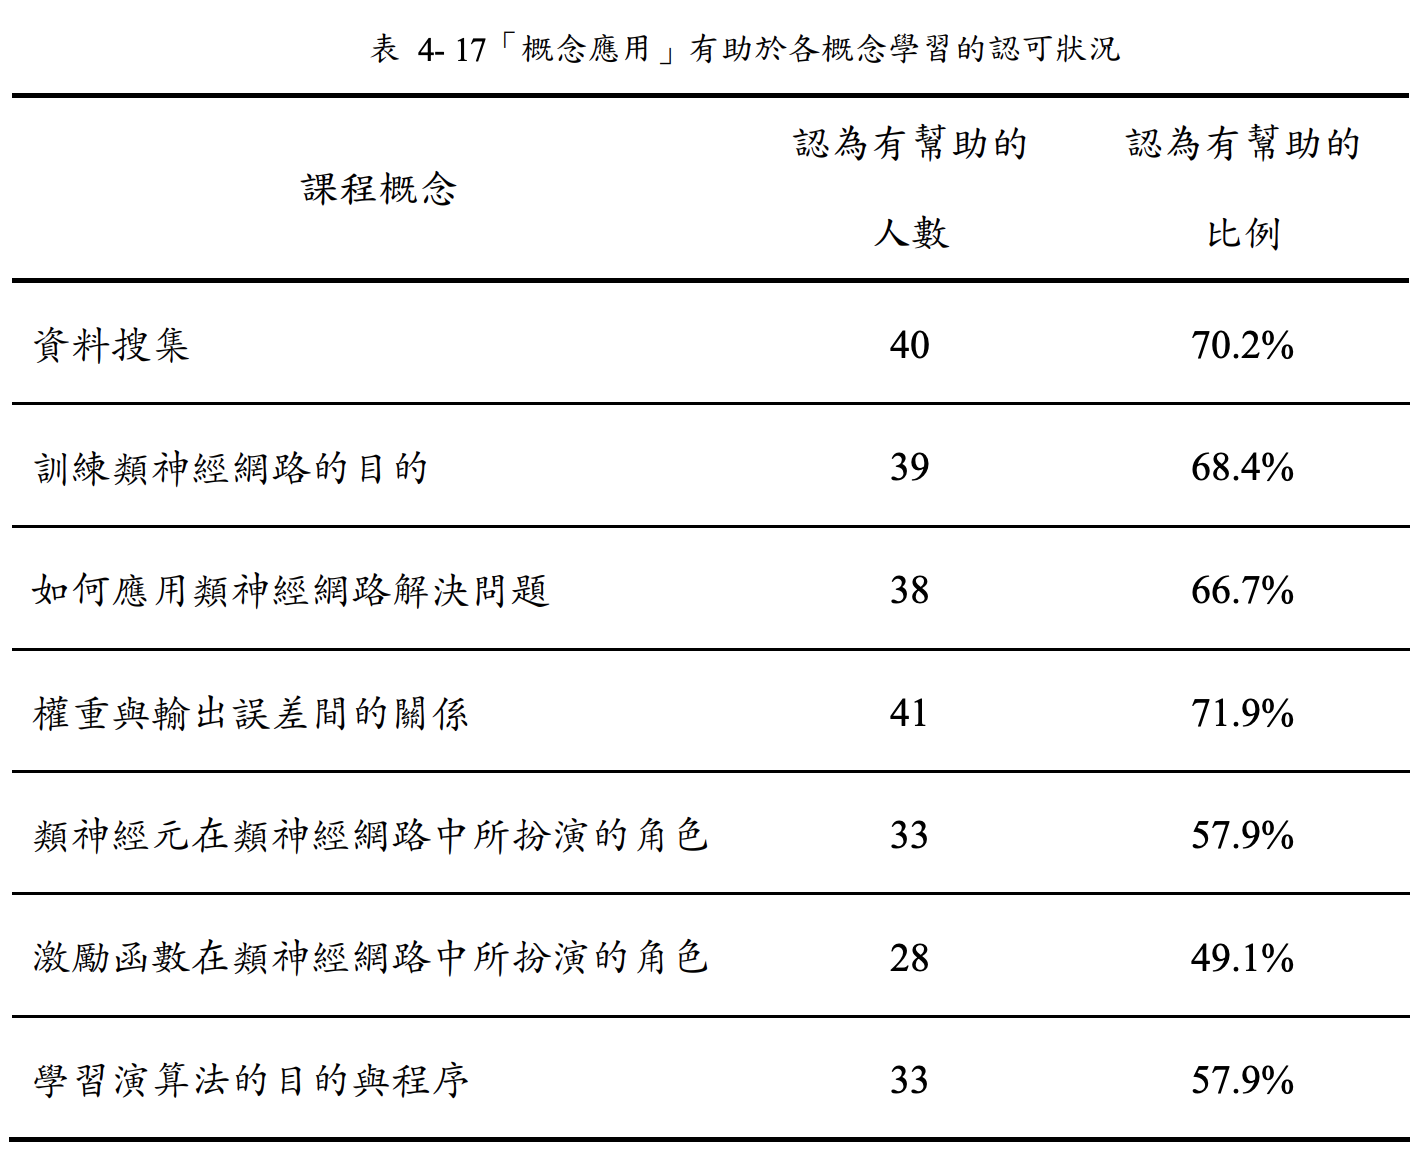 表 4- 17「概念應用」有助於各概念學習的認可狀況
課程概念 認為有幫助的人數 認為有幫助的比例
資料搜集 40 70.2%
訓練類神經網路的目的 39 68.4%
如何應用類神經網路解決問題 38 66.7%
權重與輸出誤差間的關係 41 71.9%
類神經元在類神經網路中所扮演的角色 33 57.9%
激勵函數在類神經網路中所扮演的角色 28 49.1%
學習演算法的目的與程序 33 57.9%